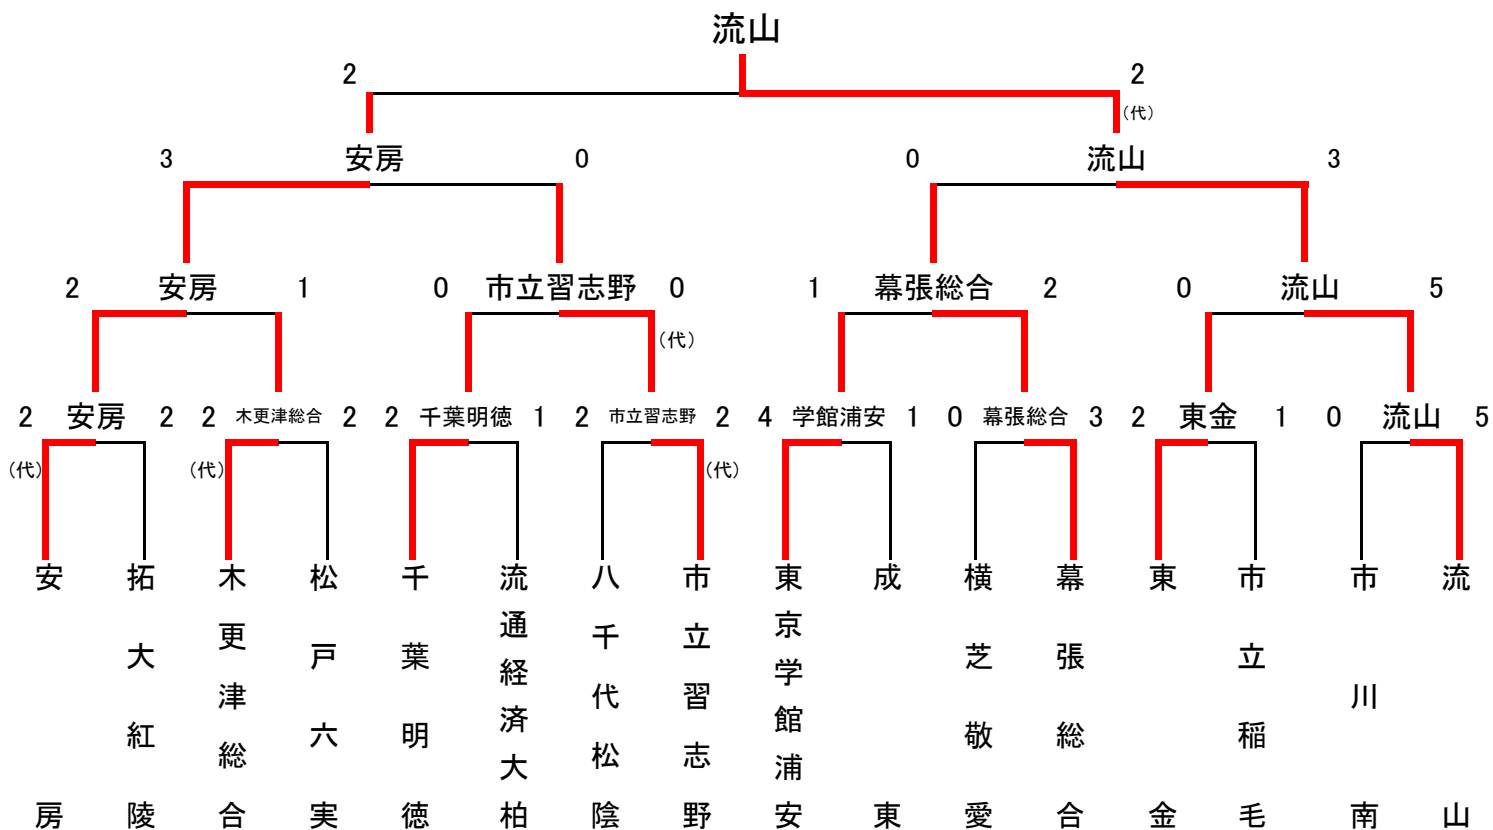 流山
2 2
(代)
3 安房 0 0 流山 3
2 安房 1 0 市立習志野 0 1 幕張総合 2 0 流山 5
(代)
2 安房 2 2 木更津総合 2 2 千葉明徳 1 2 市立習志野 2 4 学館浦安 1 0 幕張総合 3 2 東金 1 0 流山 5
(代) (代) (代)
安房
拓大紅陵
木更津総合
松戸六実
千葉明徳
流通経済大柏
八千代松陰
市立習志野
東京学館浦安
成東
横芝敬愛
幕張総合
東金
市立稲毛
市川南
流山